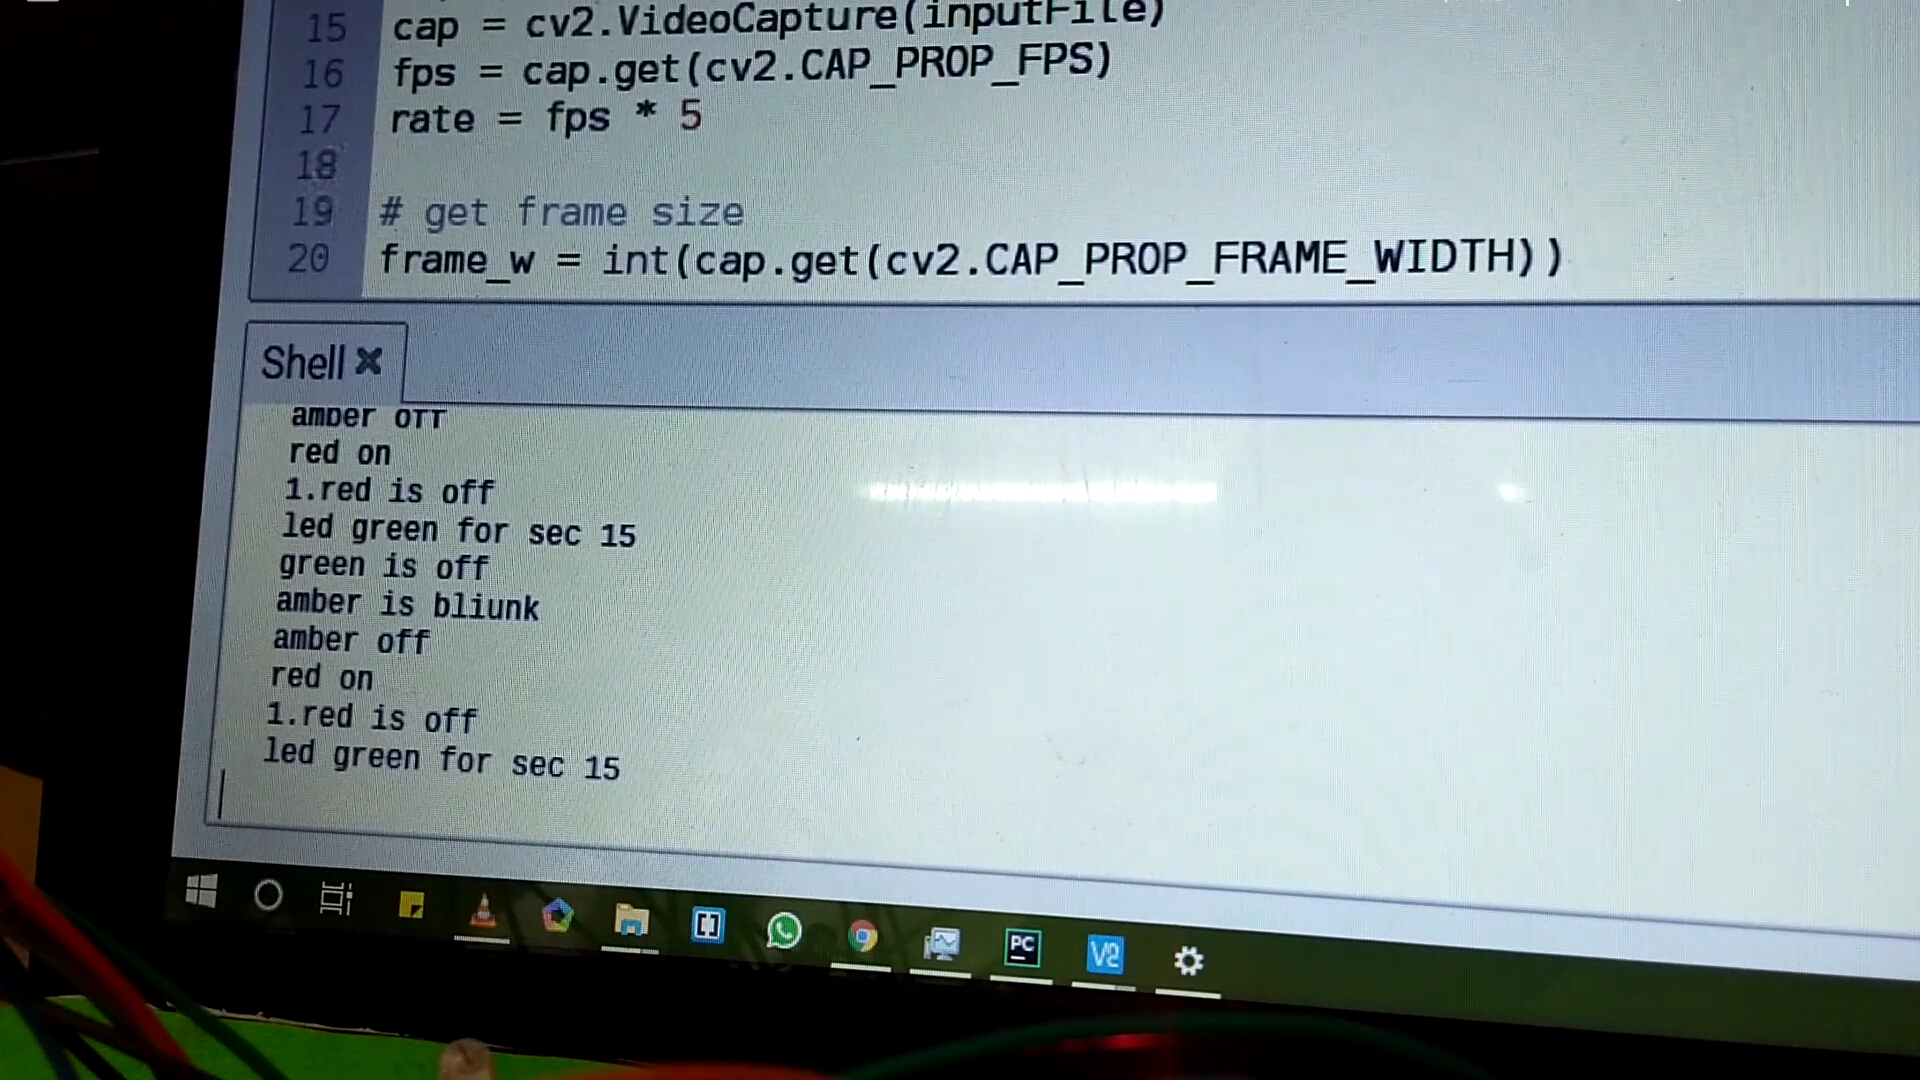 15 cap = cv2.VideoCapture(inputFile)
16 fps = cap.get(cv2.CAP_PROP_FPS)
17 rate = fps * 5
18
19 # get frame size
20 frame_w = int(cap.get(cv2.CAP_PROP_FRAME_WIDTH))
Shell
amber off
red on
1.red is off
led green for sec 15
green is off
amber is bliunk
amber off
red on
1.red is off
led green for sec 15
PC
V2